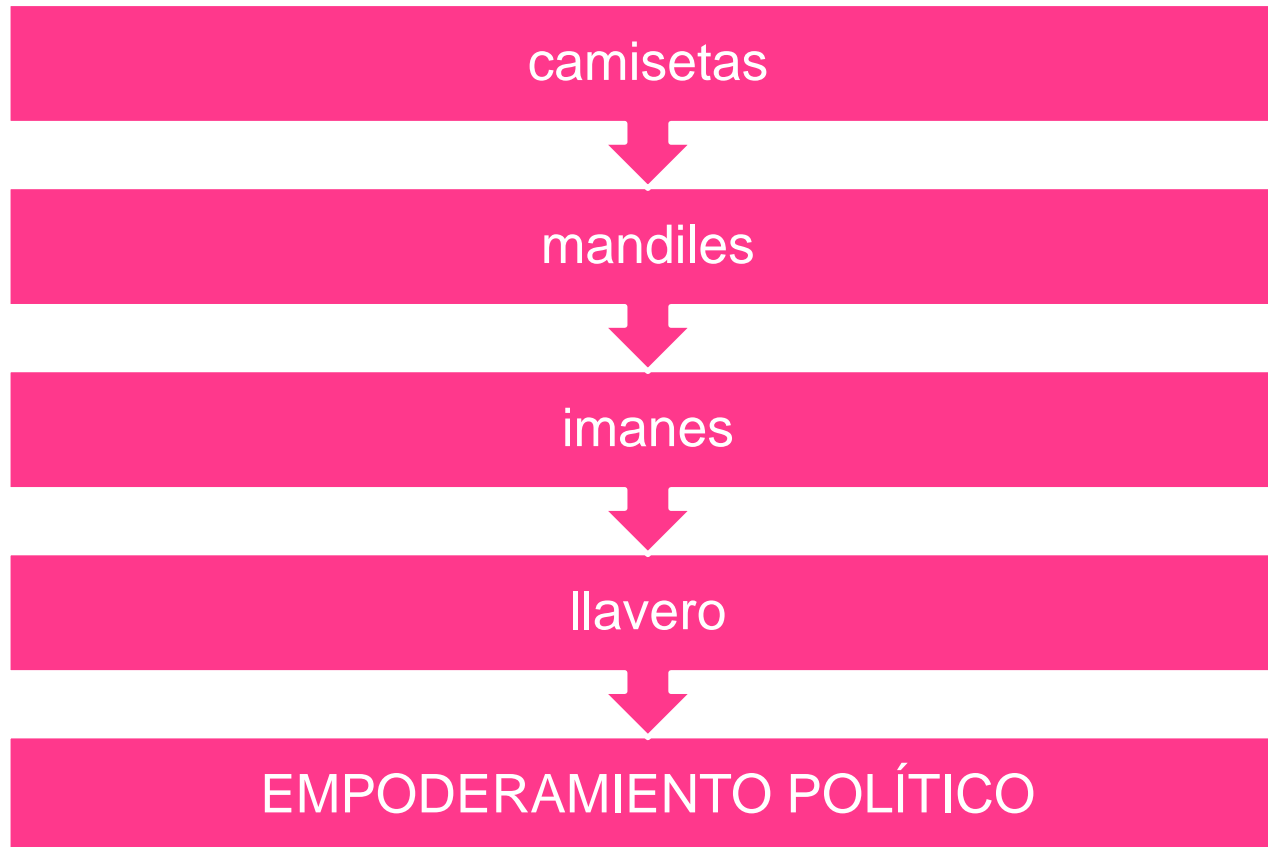 camisetas
mandiles
imanes
llavero
EMPODERAMIENTO POLÍTICO